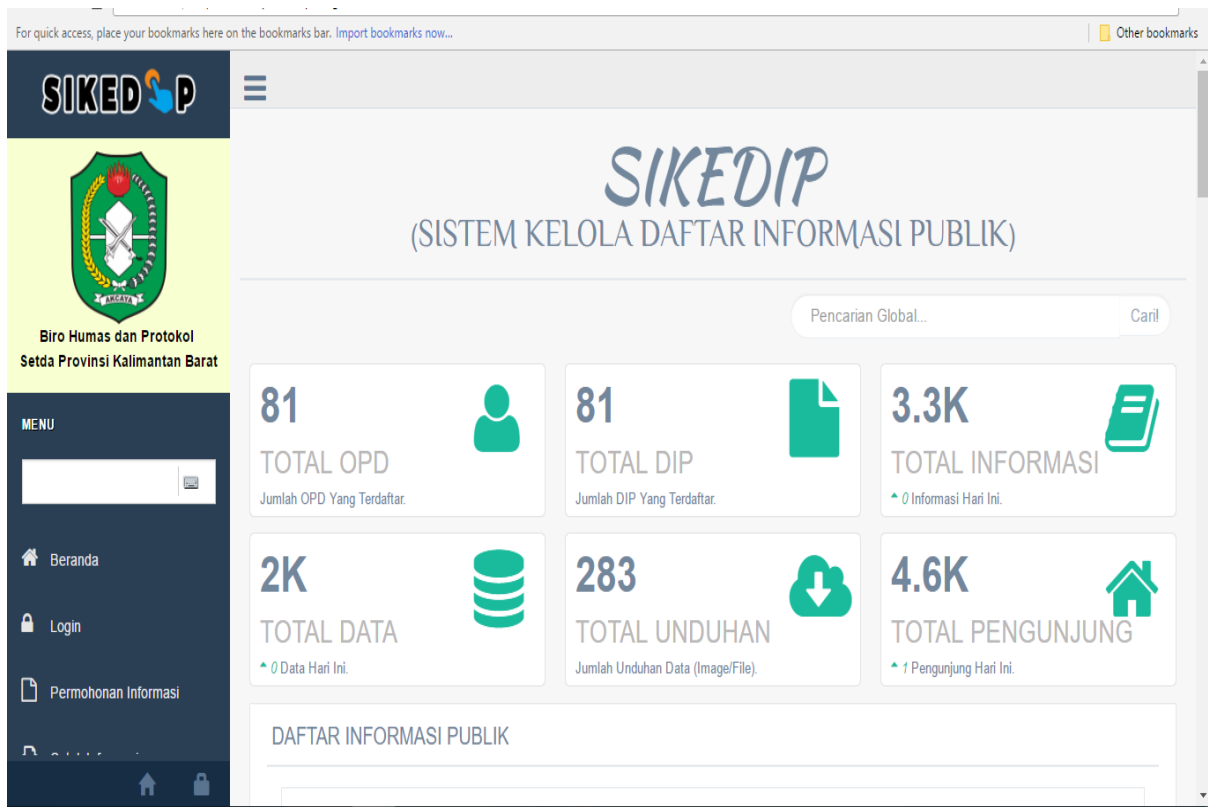 For quick access, place your bookmarks here on the bookmarks bar. Import bookmarks now...
Other bookmarks
SIKED P
AKCAYA
Biro Humas dan Protokol
Setda Provinsi Kalimantan Barat
MENU
Beranda
Login
Permohonan Informasi
SIKEDIP
(SISTEM KELOLA DAFTAR INFORMASI PUBLIK)
Pencarian Global...
Cari!
81
TOTAL OPD
Jumlah OPD Yang Terdaftar.
81
TOTAL DIP
Jumlah DIP Yang Terdaftar.
3.3K
TOTAL INFORMASI
0 Informasi Hari Ini.
2K
TOTAL DATA
0 Data Hari Ini.
283
TOTAL UNDUHAN
Jumlah Unduhan Data (Image/File).
4.6K
TOTAL PENGUNJUNG
1 Pengunjung Hari Ini.
DAFTAR INFORMASI PUBLIK